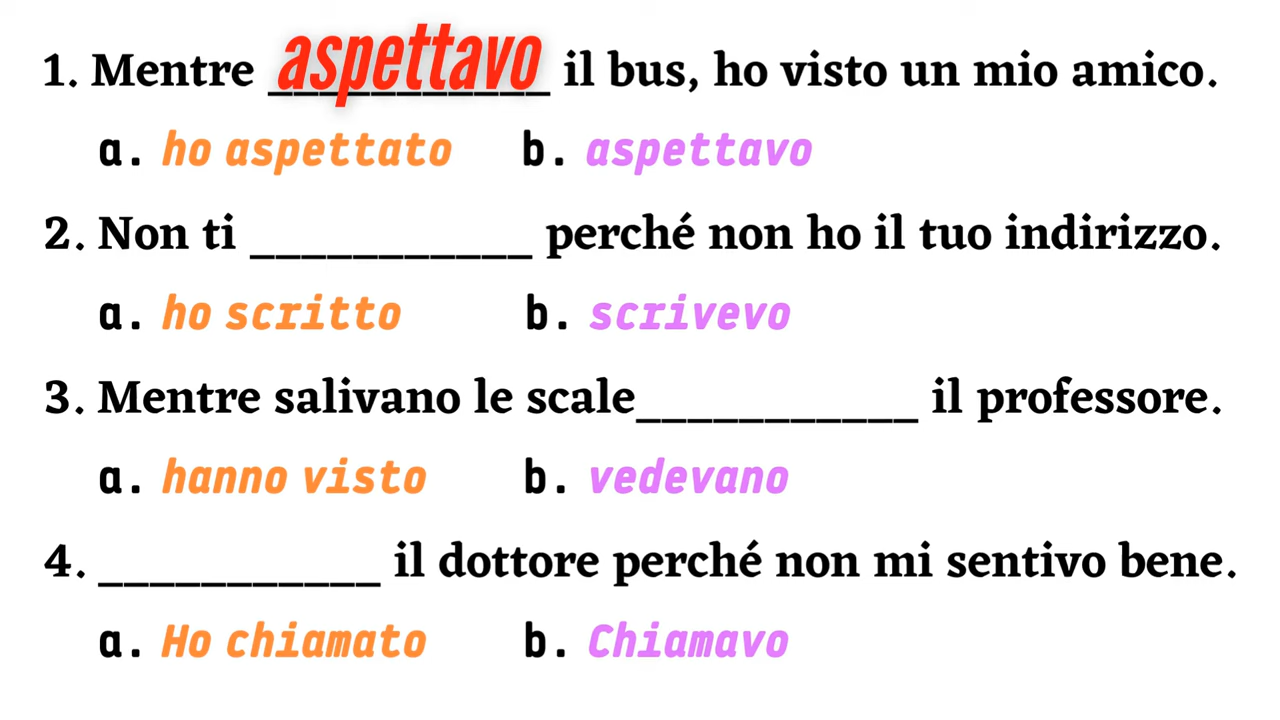 1. Mentre aspettavo il bus, ho visto un mio amico.
a. ho aspettato b. aspettavo
2. Non ti ___________ perché non ho il tuo indirizzo.
a. ho scritto b. scrivevo
3. Mentre salivano le scale___________ il professore.
a. hanno visto b. vedevano
4. ___________ il dottore perché non mi sentivo bene.
a. Ho chiamato b. Chiamavo